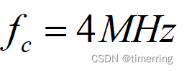 f_c = 4MHz
CSDN @timerring